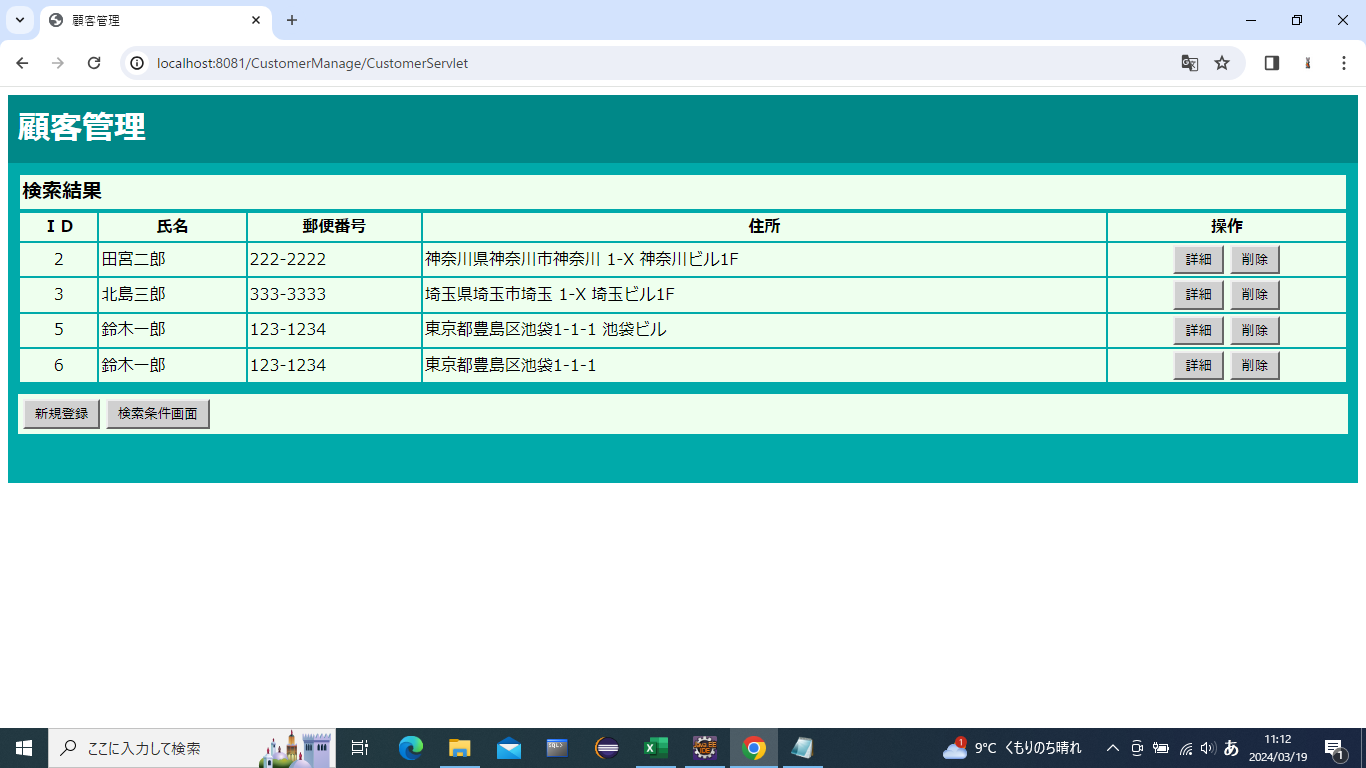 顧客管理
localhost:8081/CustomerManage/CustomerServlet
顧客管理
検索結果
ＩＤ 氏名 郵便番号 住所 操作
2 田宮二郎 222-2222 神奈川県神奈川市神奈川 1-X 神奈川ビル1F 詳細 削除
3 北島三郎 333-3333 埼玉県埼玉市埼玉 1-X 埼玉ビル1F 詳細 削除
5 鈴木一郎 123-1234 東京都豊島区池袋1-1-1 池袋ビル 詳細 削除
6 鈴木一郎 123-1234 東京都豊島区池袋1-1-1 詳細 削除
新規登録 検索条件画面
ここに入力して検索 1 9°C くもりのち晴れ あ 11:12 1
2024/03/19